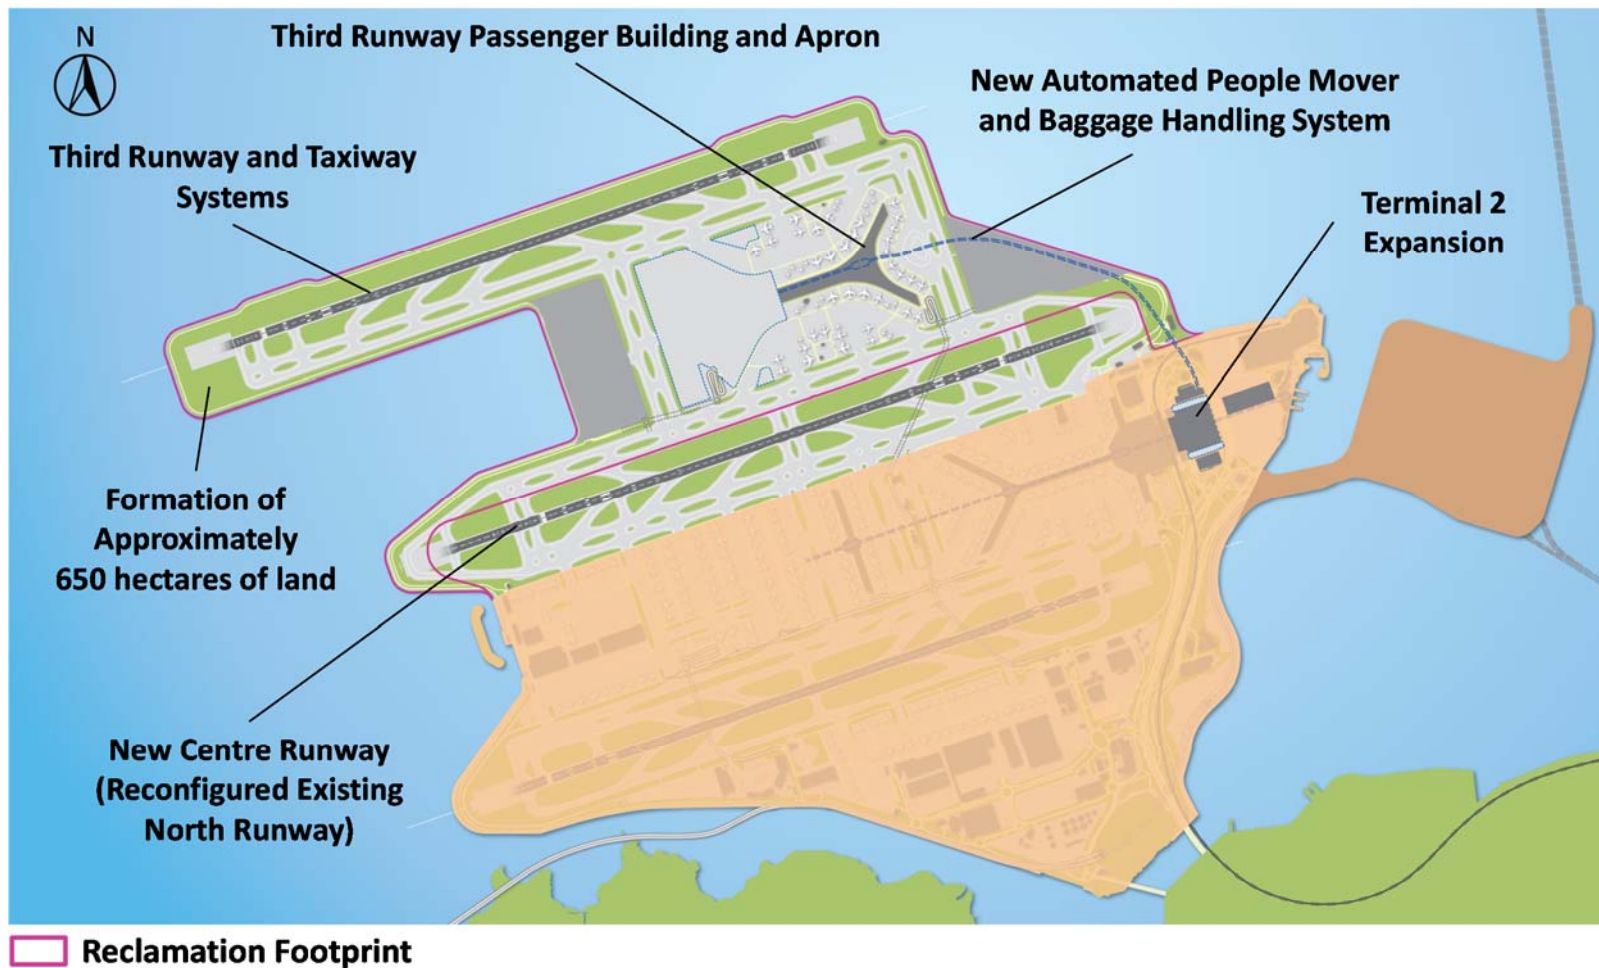 N
Third Runway Passenger Building and Apron
New Automated People Mover
and Baggage Handling System
Third Runway and Taxiway
Systems
Terminal 2
Expansion
Formation of
Approximately
650 hectares of land
New Centre Runway
(Reconfigured Existing
North Runway)
Reclamation Footprint